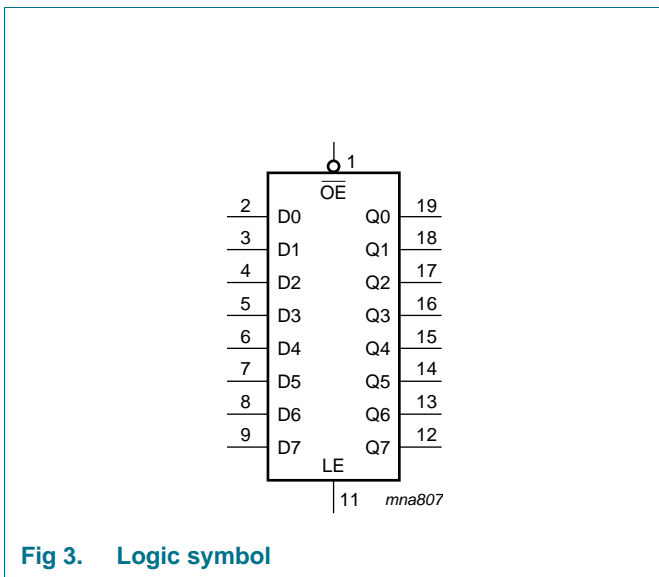 1
O̅E̅
2 D0 Q0 19
3 D1 Q1 18
4 D2 Q2 17
5 D3 Q3 16
6 D4 Q4 15
7 D5 Q5 14
8 D6 Q6 13
9 D7 Q7 12
LE
11 mna807
Fig 3. Logic symbol